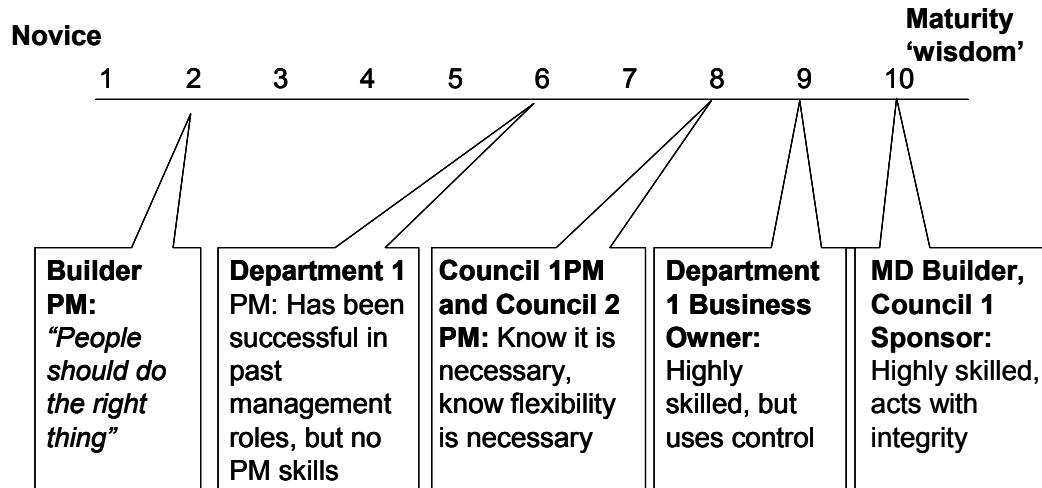 Novice
Maturity
‘wisdom’
1 2 3 4 5 6 7 8 9 10
Builder
PM:
“People
should do
the right
thing”
Department 1
PM: Has been
successful in
past
management
roles, but no
PM skills
Council 1PM
and Council 2
PM: Know it is
necessary,
know flexibility
is necessary
Department
1 Business
Owner:
Highly
skilled, but
uses control
MD Builder,
Council 1
Sponsor:
Highly skilled,
acts with
integrity